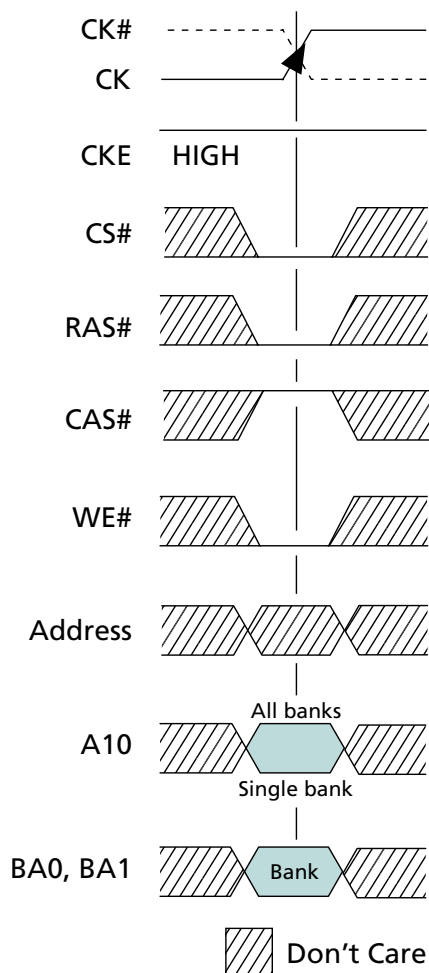 CK#
CK
CKE HIGH
CS#
RAS#
CAS#
WE#
Address
All banks
A10
Single bank
BA0, BA1 Bank
Don't Care